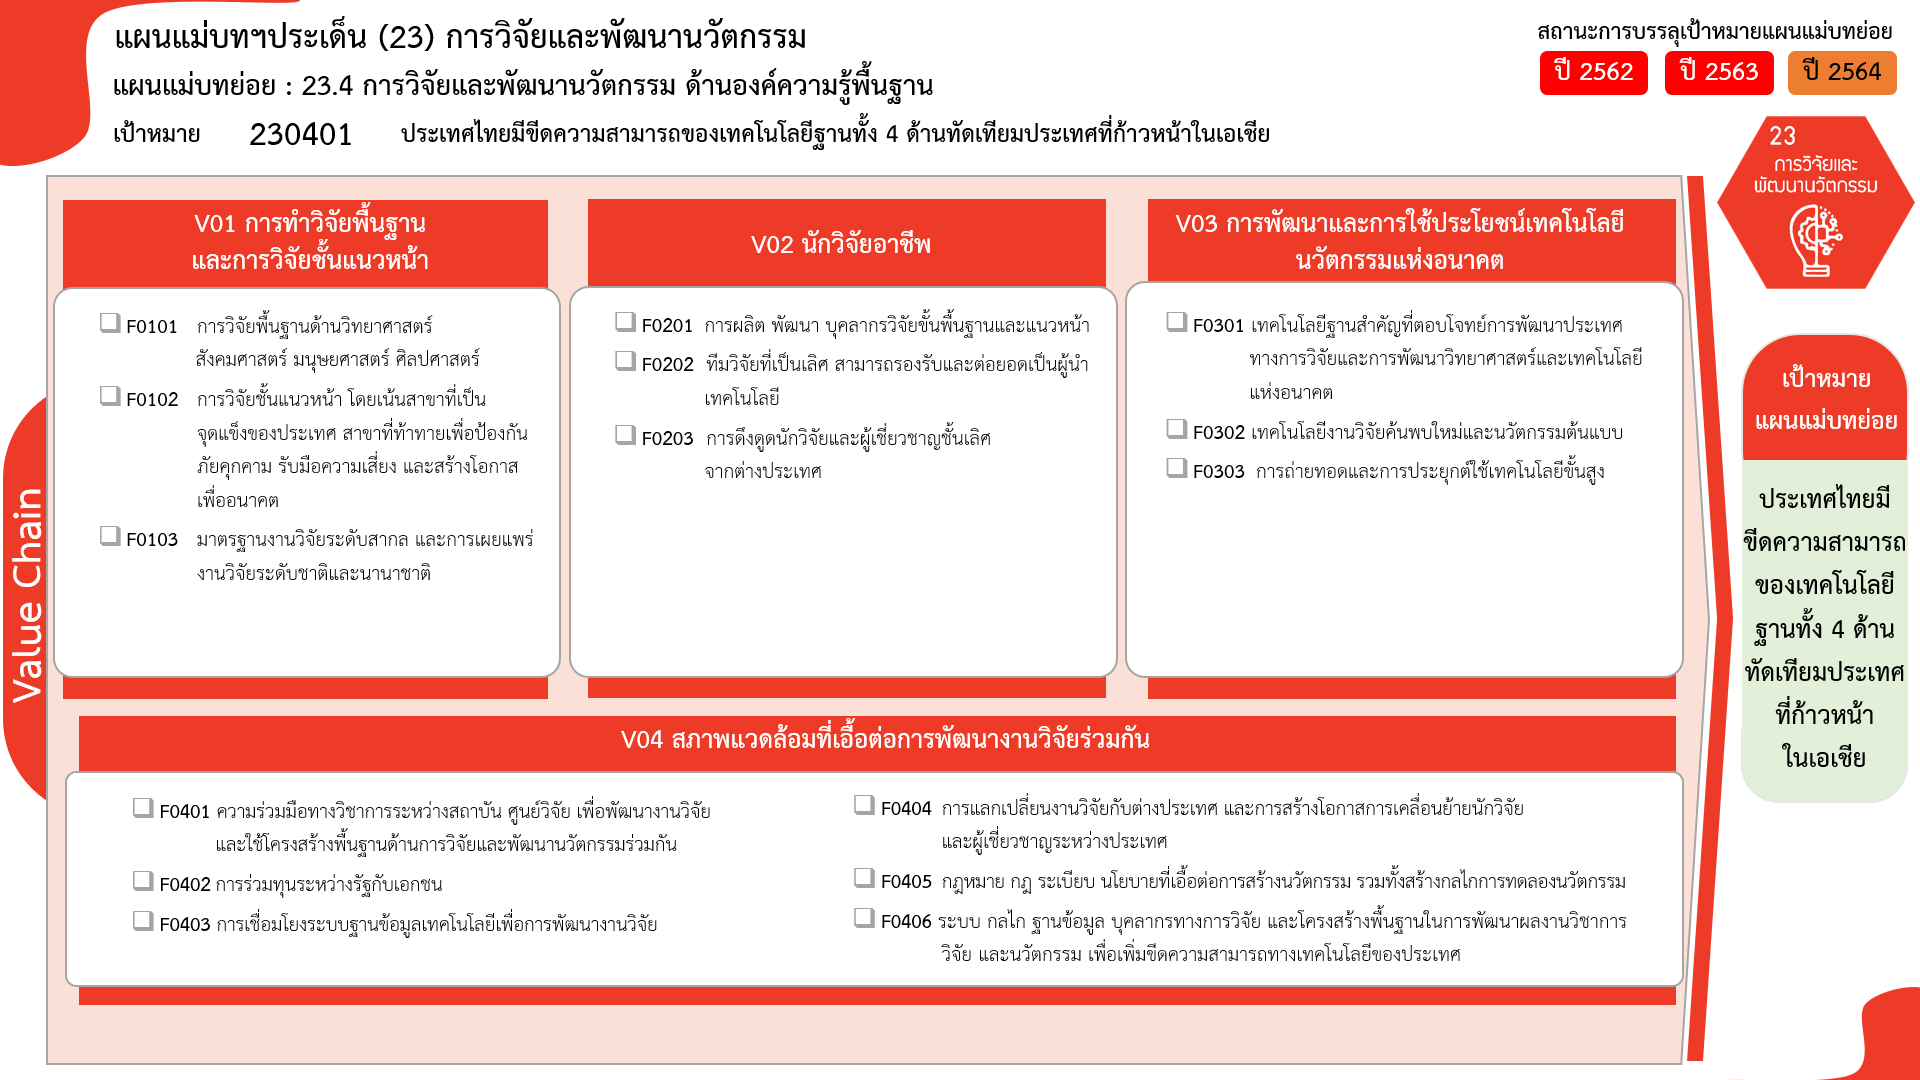 แผนแม่บทฯประเด็น (23) การวิจัยและพัฒนานวัตกรรม
แผนแม่บทย่อย : 23.4 การวิจัยและพัฒนานวัตกรรม ด้านองค์ความรู้พื้นฐาน
เป้าหมาย 230401 ประเทศไทยมีขีดความสามารถของเทคโนโลยีฐานทั้ง 4 ด้านทัดเทียมประเทศที่ก้าวหน้าในเอเชีย
สถานะการบรรลุเป้าหมายแผนแม่บทย่อย
ปี 2562 ปี 2563 ปี 2564
23
การวิจัยและ
พัฒนานวัตกรรม
Value Chain
V01 การทำวิจัยพื้นฐาน
และการวิจัยชั้นแนวหน้า
F0101 การวิจัยพื้นฐานด้านวิทยาศาสตร์
สังคมศาสตร์ มนุษยศาสตร์ ศิลปศาสตร์
F0102 การวิจัยชั้นแนวหน้า โดยเน้นสาขาที่เป็น
จุดแข็งของประเทศ สาขาที่ท้าทายเพื่อป้องกัน
ภัยคุกคาม รับมือความเสี่ยง และสร้างโอกาส
เพื่ออนาคต
F0103 มาตรฐานงานวิจัยระดับสากล และการเผยแพร่
งานวิจัยระดับชาติและนานาชาติ
V02 นักวิจัยอาชีพ
F0201 การผลิต พัฒนา บุคลากรวิจัยขั้นพื้นฐานและแนวหน้า
F0202 ทีมวิจัยที่เป็นเลิศ สามารถรองรับและต่อยอดเป็นผู้นำ
เทคโนโลยี
F0203 การดึงดูดนักวิจัยและผู้เชี่ยวชาญชั้นเลิศ
จากต่างประเทศ
V03 การพัฒนาและการใช้ประโยชน์เทคโนโลยี
นวัตกรรมแห่งอนาคต
F0301 เทคโนโลยีฐานสำคัญที่ตอบโจทย์การพัฒนาประเทศ
ทางการวิจัยและการพัฒนาวิทยาศาสตร์และเทคโนโลยี
แห่งอนาคต
F0302 เทคโนโลยีงานวิจัยค้นพบใหม่และนวัตกรรมต้นแบบ
F0303 การถ่ายทอดและการประยุกต์ใช้เทคโนโลยีขั้นสูง
V04 สภาพแวดล้อมที่เอื้อต่อการพัฒนางานวิจัยร่วมกัน
F0401 ความร่วมมือทางวิชาการระหว่างสถาบัน ศูนย์วิจัย เพื่อพัฒนางานวิจัย
และใช้โครงสร้างพื้นฐานด้านการวิจัยและพัฒนานวัตกรรมร่วมกัน
F0402 การร่วมทุนระหว่างรัฐกับเอกชน
F0403 การเชื่อมโยงระบบฐานข้อมูลเทคโนโลยีเพื่อการพัฒนางานวิจัย
F0404 การแลกเปลี่ยนงานวิจัยกับต่างประเทศ และการสร้างโอกาสการเคลื่อนย้ายนักวิจัย
และผู้เชี่ยวชาญระหว่างประเทศ
F0405 กฎหมาย กฎ ระเบียบ นโยบายที่เอื้อต่อการสร้างนวัตกรรม รวมทั้งสร้างกลไกการทดลองนวัตกรรม
F0406 ระบบ กลไก ฐานข้อมูล บุคลากรทางการวิจัย และโครงสร้างพื้นฐานในการพัฒนาผลงานวิชาการ
วิจัย และนวัตกรรม เพื่อเพิ่มขีดความสามารถทางเทคโนโลยีของประเทศ
เป้าหมาย
แผนแม่บทย่อย
ประเทศไทยมี
ขีดความสามารถ
ของเทคโนโลยี
ฐานทั้ง 4 ด้าน
ทัดเทียมประเทศ
ที่ก้าวหน้า
ในเอเชีย